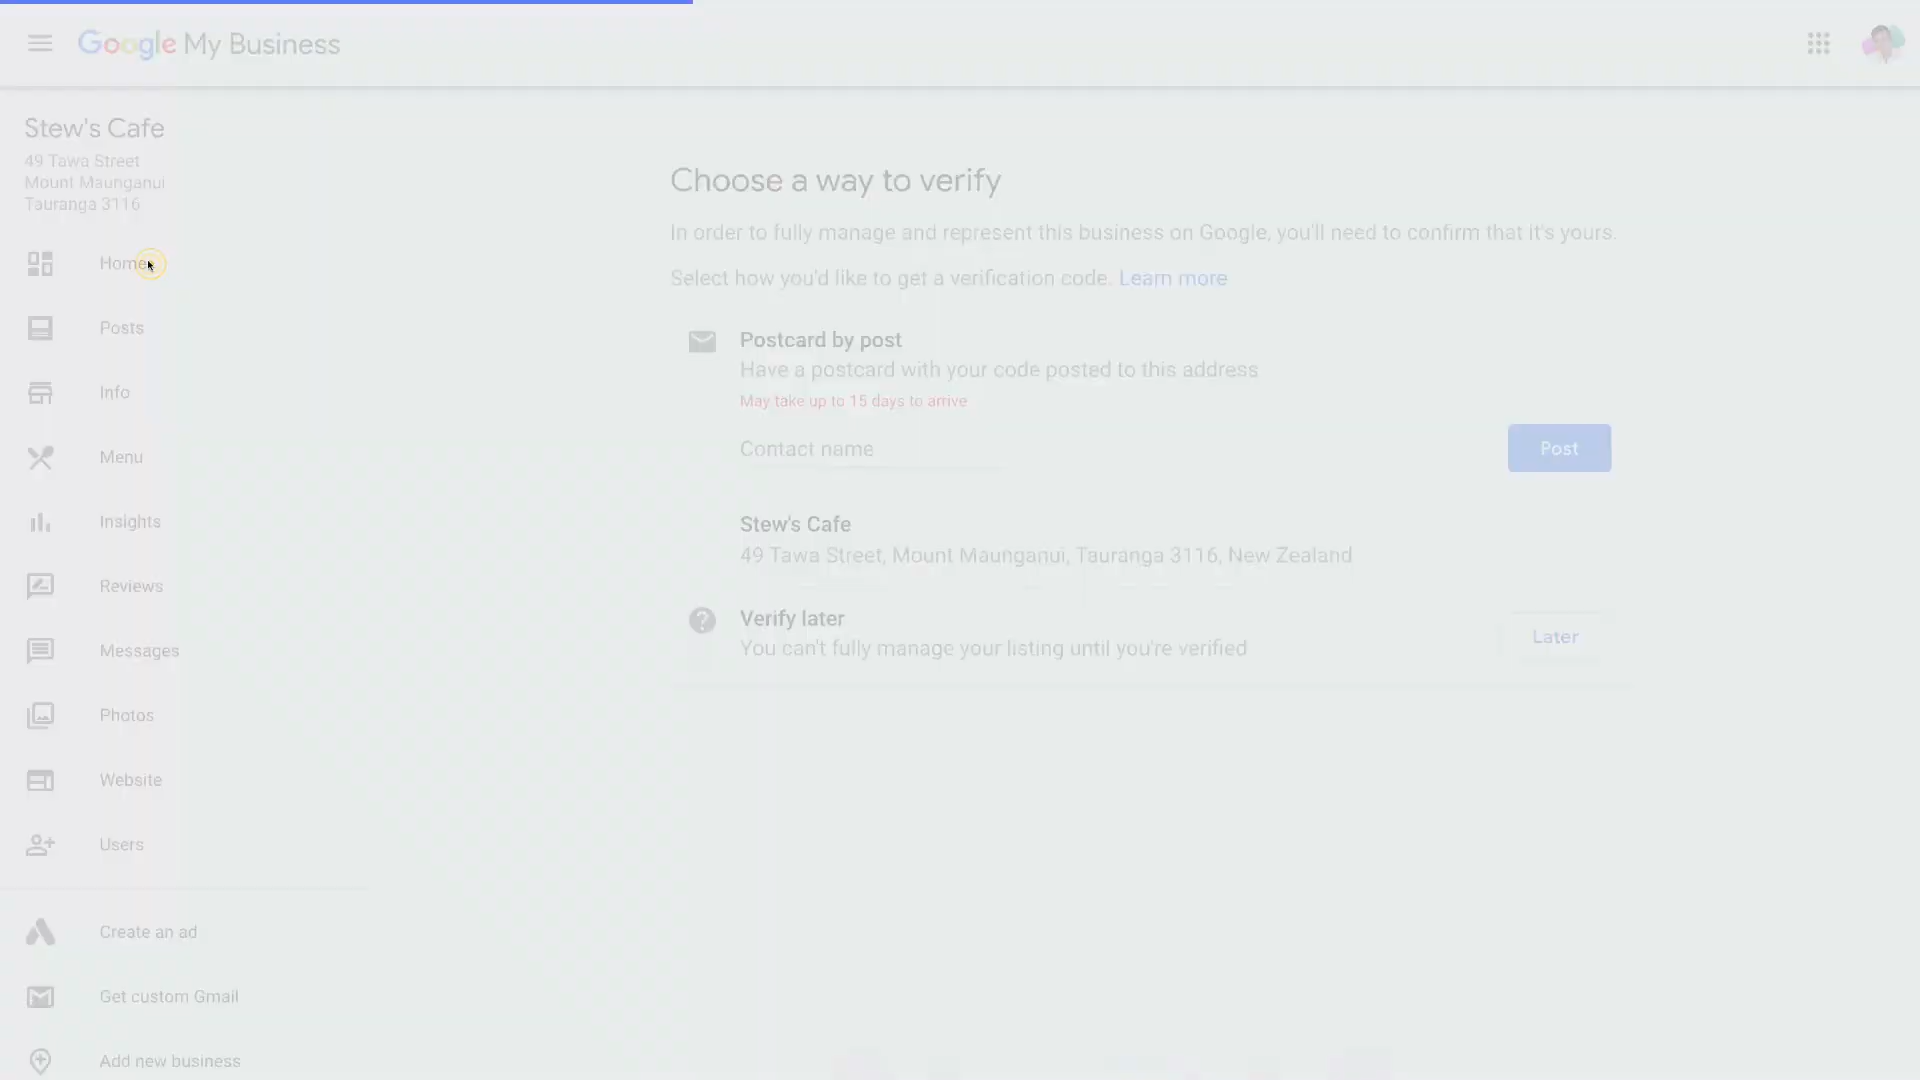 Google My Business
Stew's Cafe
49 Tawa Street
Mount Maunganui
Tauranga 3116
Home
Posts
Info
Menu
Insights
Reviews
Messages
Photos
Website
Users
Create an ad
Get custom Gmail
Add new business
Choose a way to verify
In order to fully manage and represent this business on Google, you'll need to confirm that it's yours.
Select how you'd like to get a verification code. Learn more
Postcard by post
Have a postcard with your code posted to this address
May take up to 15 days to arrive
Contact name
Post
Stew's Cafe
49 Tawa Street, Mount Maunganui, Tauranga 3116, New Zealand
Verify later
You can't fully manage your listing until you're verified
Later